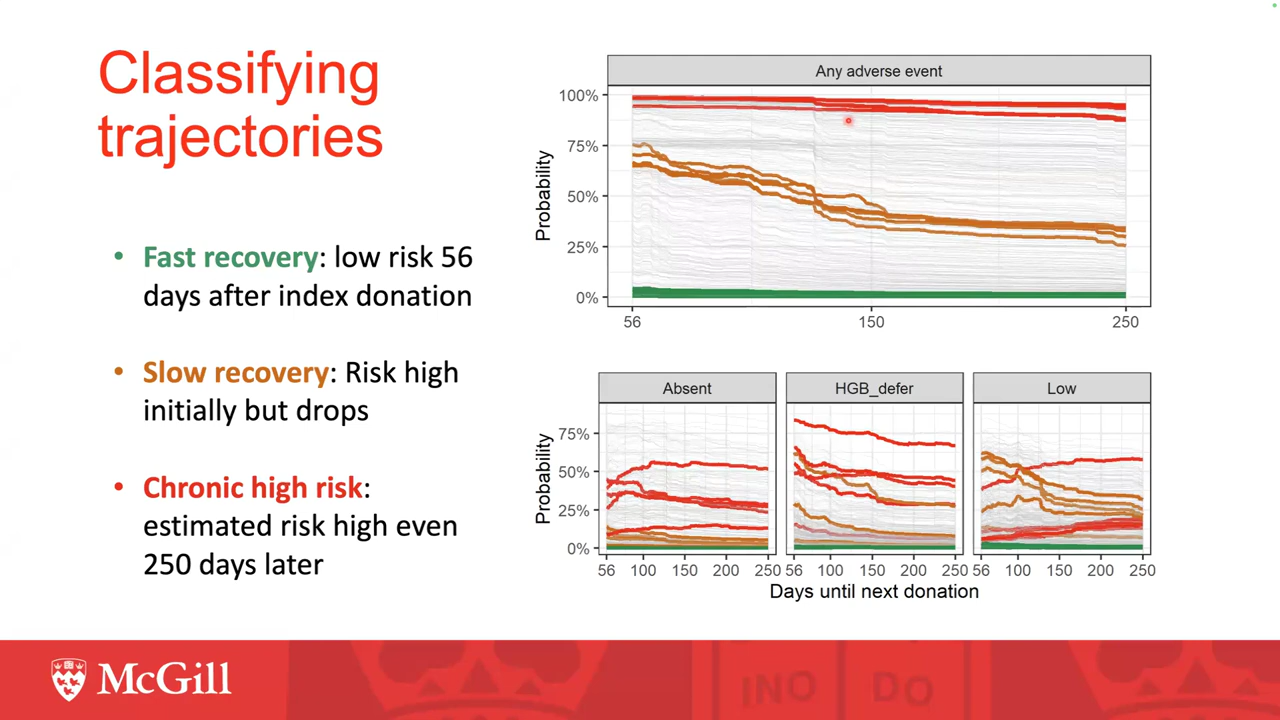 Classifying
trajectories
• Fast recovery: low risk 56
days after index donation
• Slow recovery: Risk high
initially but drops
• Chronic high risk:
estimated risk high even
250 days later
Any adverse event
Probability
100%
75%
50%
25%
0%
56 150 250
Absent HGB_defer Low
Probability
75%
50%
25%
0%
56 100 150 200 250 56 100 150 200 250 56 100 150 200 250
Days until next donation
McGill
INO DO